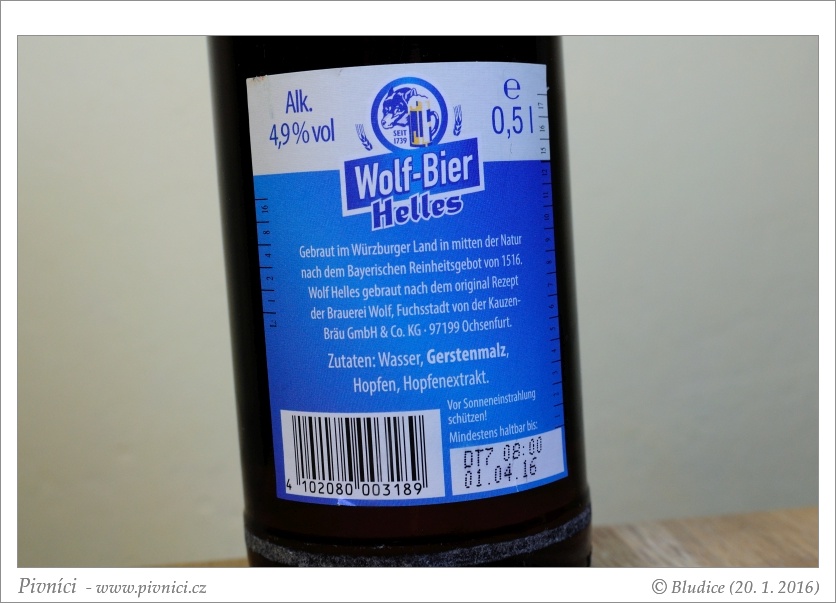 Alk.
4,9%vol
e
0,5 l
SEIT
1739
Wolf-Bier
Helles
Gebraut im Würzburger Land in mitten der Natur
nach dem Bayerischen Reinheitsgebot von 1516.
Wolf Helles gebraut nach dem original Rezept
der Brauerei Wolf, Fuchsstadt von der Kauzen-
Bräu GmbH & Co. KG · 97199 Ochsenfurt.
Zutaten: Wasser, Gerstenmalz,
Hopfen, Hopfenextrakt.
Vor Sonneneinstrahlung
schützen!
Mindestens haltbar bis:
DT7 08:00
01.04.16
4 102080 003189
Pivníci - www.pivnici.cz
© Bludice (20. 1. 2016)